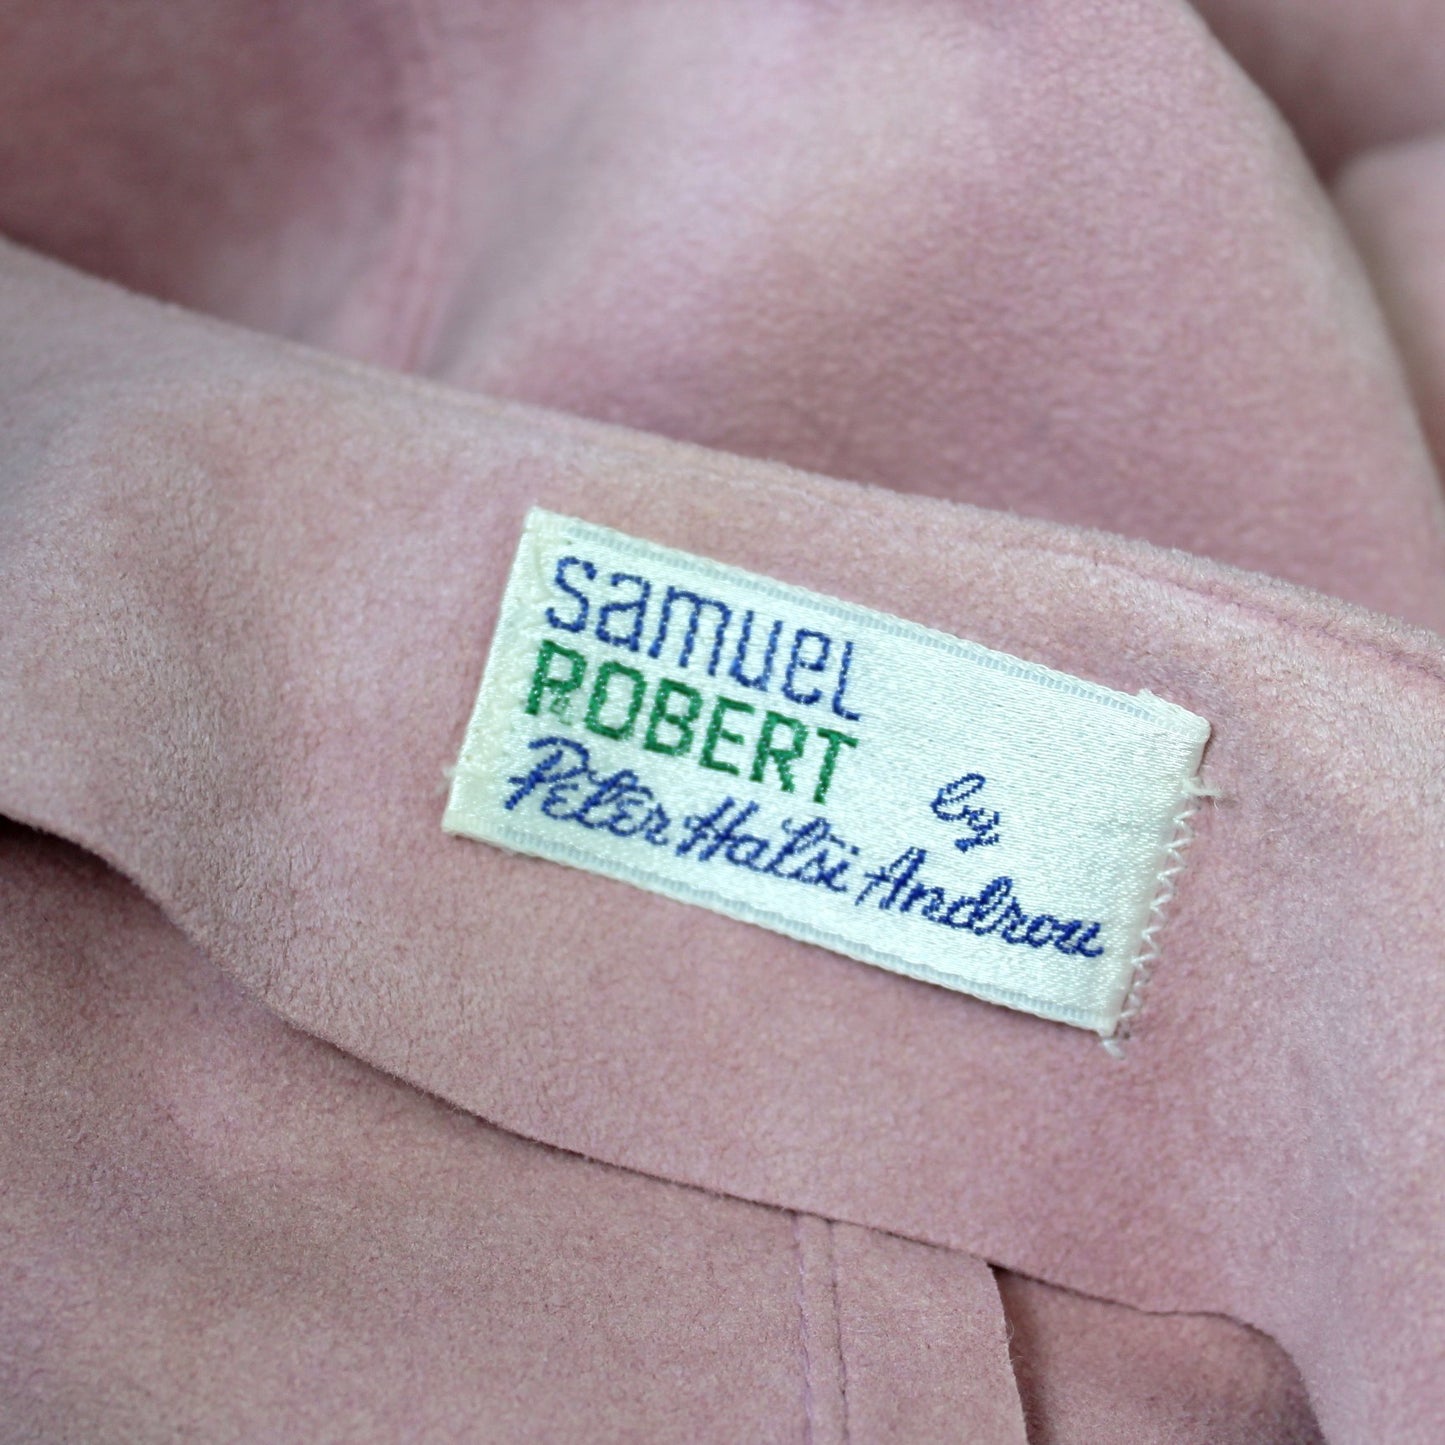 samuel
ROBERT
by
Peter Halsi Androu